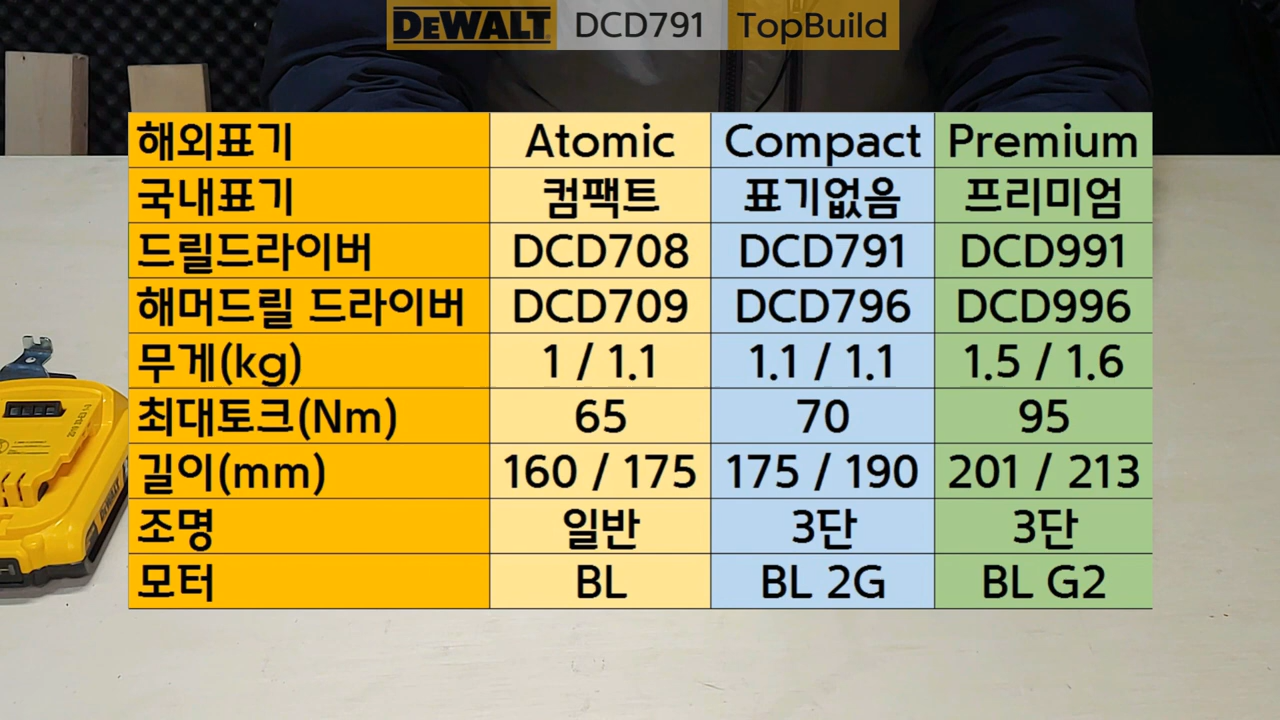 DEWALT DCD791 TopBuild
해외표기 Atomic Compact Premium
국내표기 컴팩트 표기없음 프리미엄
드릴드라이버 DCD708 DCD791 DCD991
해머드릴 드라이버 DCD709 DCD796 DCD996
무게(kg) 1 / 1.1 1.1 / 1.1 1.5 / 1.6
최대토크(Nm) 65 70 95
길이(mm) 160 / 175 175 / 190 201 / 213
조명 일반 3단 3단
모터 BL BL 2G BL G2
DEWALT